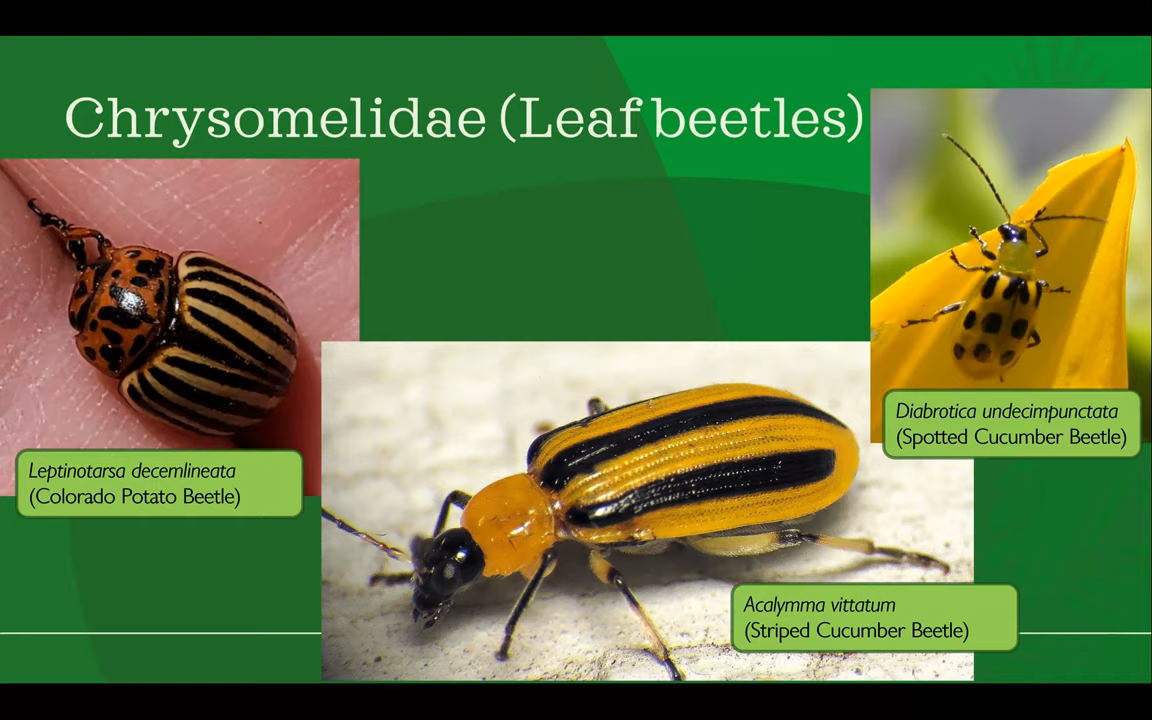 Chrysomelidae (Leaf beetles)
Leptinotarsa decemlineata
(Colorado Potato Beetle)
Acalymma vittatum
(Striped Cucumber Beetle)
Diabrotica undecimpunctata
(Spotted Cucumber Beetle)